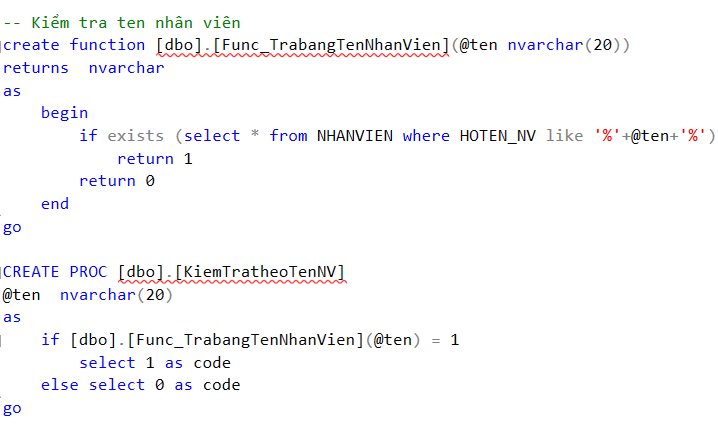 -- Kiểm tra ten nhân viên
create function [dbo].[Func_TrabangTenNhanVien](@ten nvarchar(20))
returns  nvarchar
as
    begin
        if exists (select * from NHANVIEN where HOTEN_NV like '%'+@ten+'%')
            return 1
        return 0
    end
go

CREATE PROC [dbo].[KiemTratheoTenNV]
@ten  nvarchar(20)
as
    if [dbo].[Func_TrabangTenNhanVien](@ten) = 1
        select 1 as code
    else select 0 as code
go